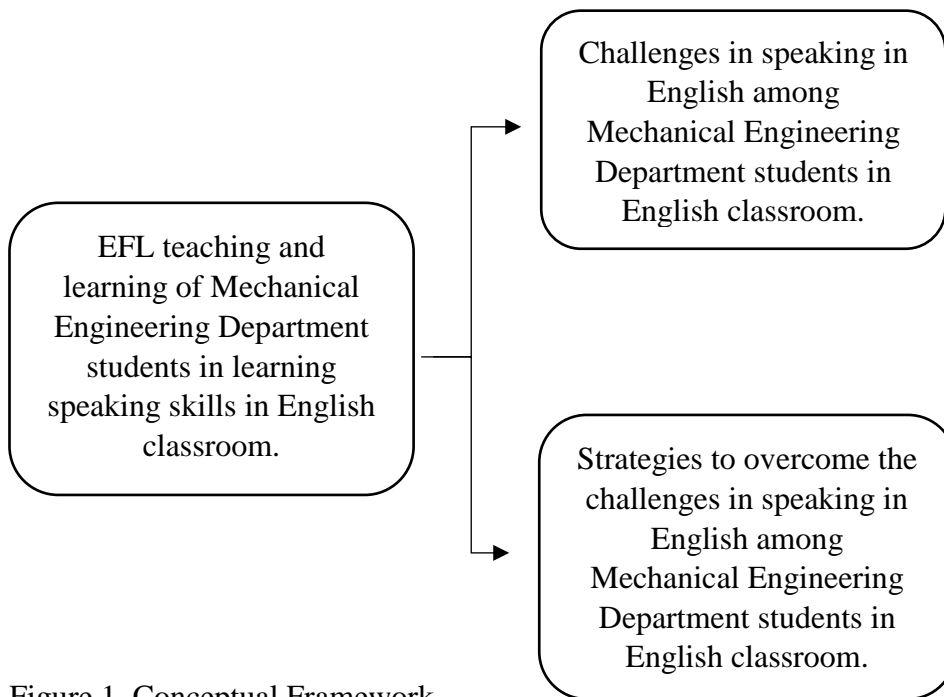 Challenges in speaking in
English among
Mechanical Engineering
Department students in
English classroom.
EFL teaching and
learning of Mechanical
Engineering Department
students in learning
speaking skills in English
classroom.
Strategies to overcome the
challenges in speaking in
English among
Mechanical Engineering
Department students in
English classroom.
Figure 1. Conceptual Framework